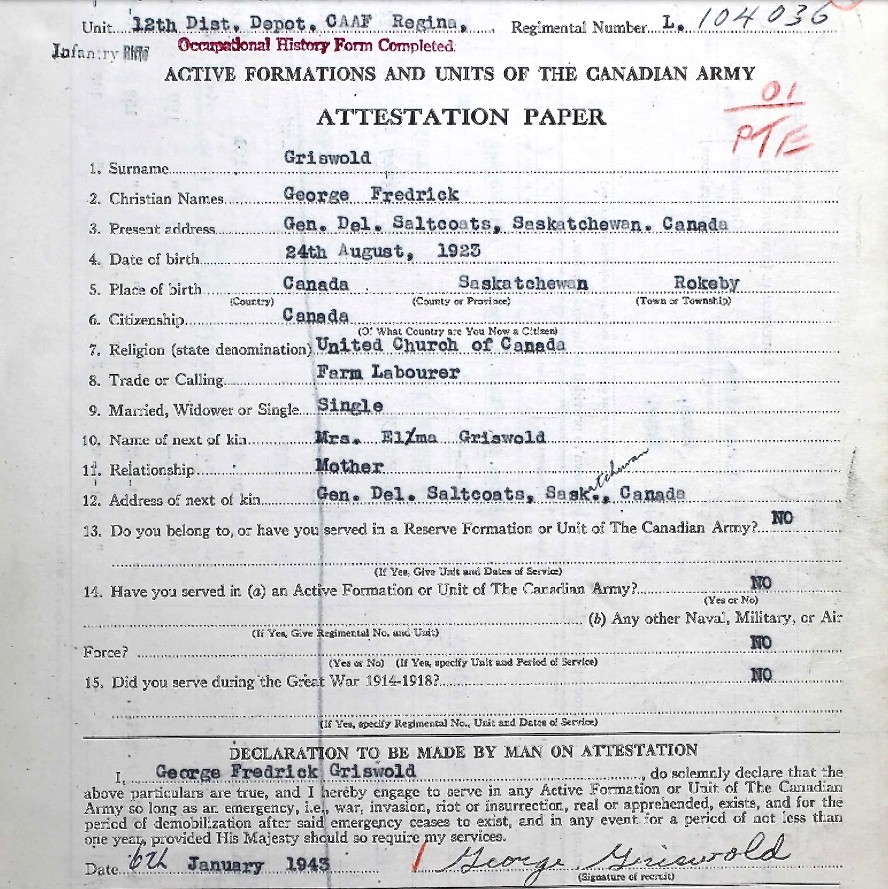 Unit 12th Dist. Depot. CAAF Regina, Regimental Number L. 104036
Infantry Occupational History Form Completed
ACTIVE FORMATIONS AND UNITS OF THE CANADIAN ARMY
01
ATTESTATION PAPER
PTE
1. Surname Griswold
2. Christian Names George Fredrick
3. Present address Gen. Del. Saltcoats, Saskatchewan. Canada
4. Date of birth 24th August, 1923
5. Place of birth Canada Saskatchewan Rokeby
(Country) (County or Province) (Town or Township)
6. Citizenship Canada
(Of What Country are You Now a Citizen)
7. Religion (state denomination) United Church of Canada
8. Trade or Calling Farm Labourer
9. Married, Widower or Single Single
10. Name of next of kin Mrs. Elma Griswold
11. Relationship Mother
12. Address of next of kin Gen. Del. Saltcoats, Sask.atchewan, Canada
13. Do you belong to, or have you served in a Reserve Formation or Unit of The Canadian Army? NO
(If Yes, Give Unit and Dates of Service)
14. Have you served in (a) an Active Formation or Unit of The Canadian Army? NO
(Yes or No)
(b) Any other Naval, Military, or Air
(If Yes, Give Regimental No. and Unit)
Force? NO
(Yes or No) (If Yes, specify Unit and Period of Service)
15. Did you serve during the Great War 1914-1918? NO
(If Yes, specify Regimental No., Unit and Dates of Service)
DECLARATION TO BE MADE BY MAN ON ATTESTATION
I, George Fredrick Griswold, do solemnly declare that the
above particulars are true, and I hereby engage to serve in any Active Formation or Unit of The Canadian
Army so long as an emergency, i.e., war, invasion, riot or insurrection, real or apprehended, exists, and for the
period of demobilization after said emergency ceases to exist, and in any event for a period of not less than
one year, provided His Majesty should so require my services.
Date 6th January 1943 George Griswold
(Signature of recruit)